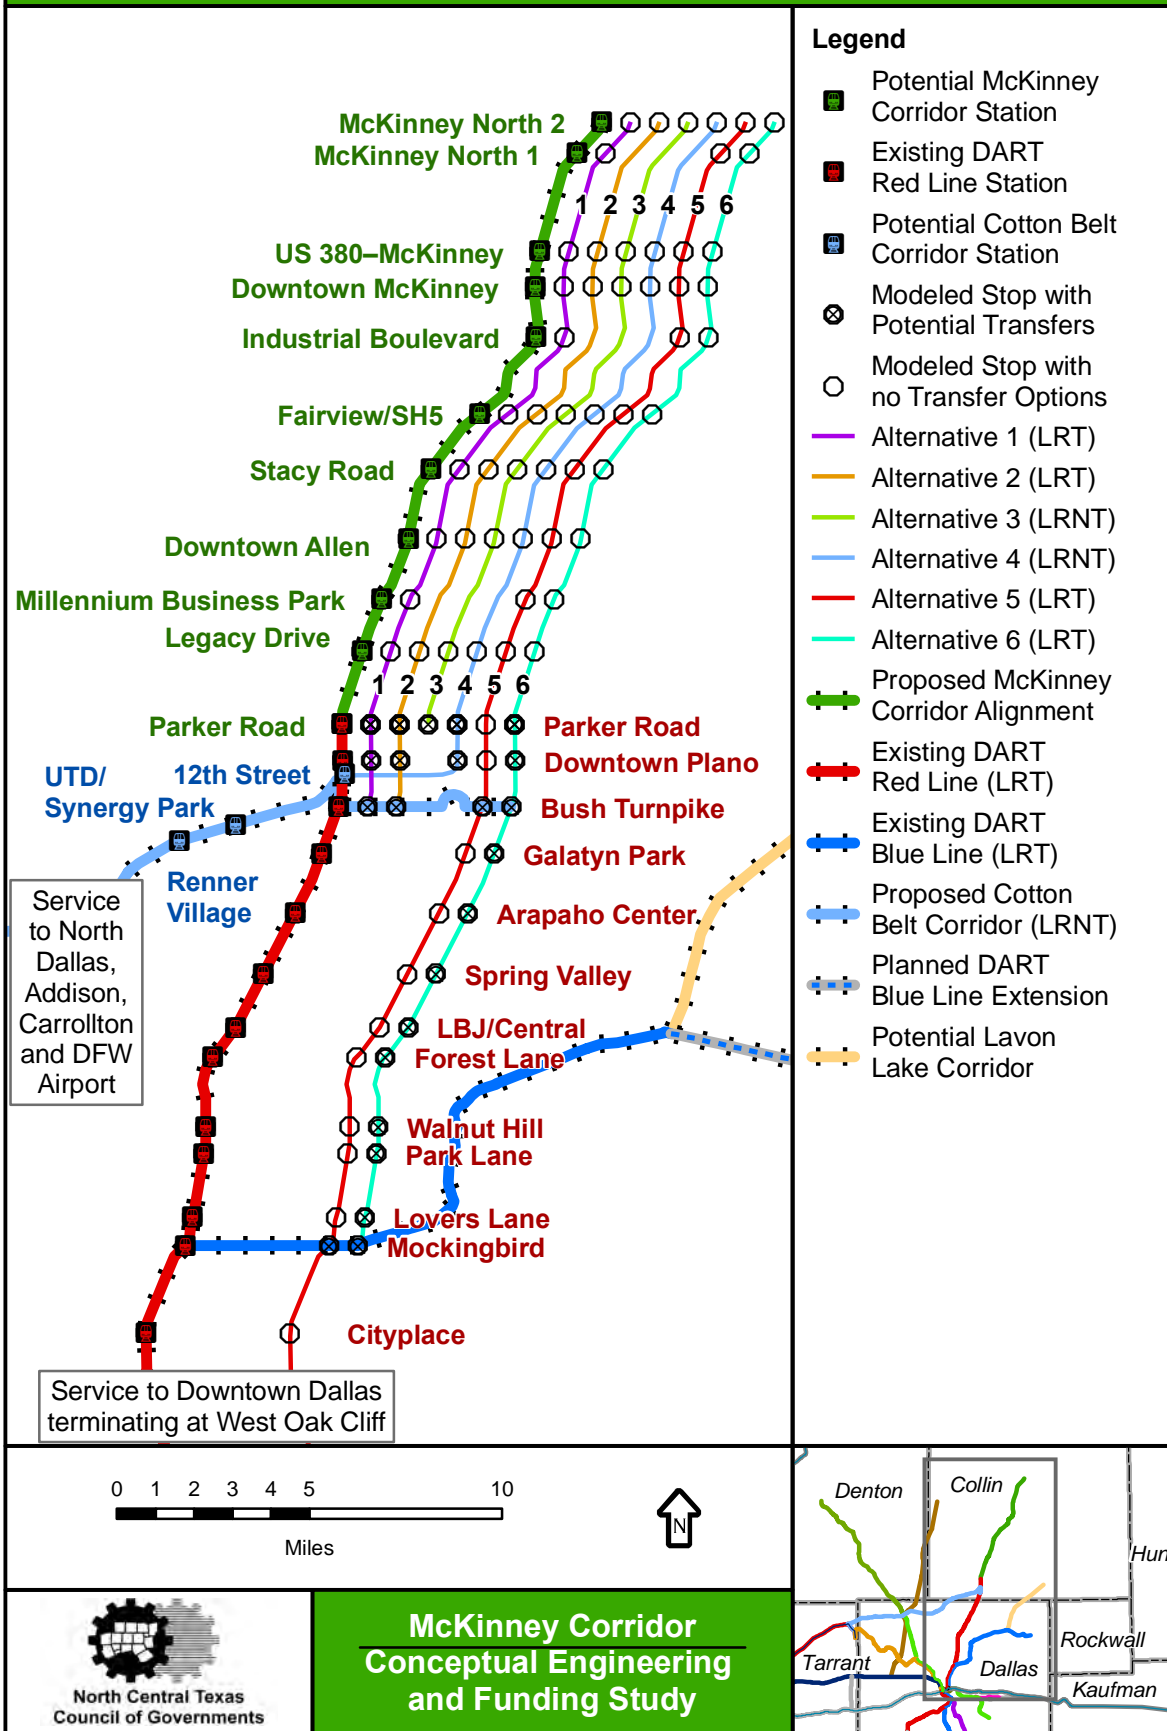 McKinney North 2
McKinney North 1
1 2 3 4 5 6
US 380–McKinney
Downtown McKinney
Industrial Boulevard
Fairview/SH5
Stacy Road
Downtown Allen
Millennium Business Park
Legacy Drive
1 2 3 4 5 6
Parker Road
Parker Road
12th Street
Downtown Plano
UTD/
Synergy Park
Bush Turnpike
Galatyn Park
Renner
Village
Arapaho Center
Spring Valley
LBJ/Central
Forest Lane
Walnut Hill
Park Lane
Lovers Lane
Mockingbird
Cityplace
Service
to North
Dallas,
Addison,
Carrollton
and DFW
Airport
Service to Downtown Dallas
terminating at West Oak Cliff
Legend
Potential McKinney
Corridor Station
Existing DART
Red Line Station
Potential Cotton Belt
Corridor Station
Modeled Stop with
Potential Transfers
Modeled Stop with
no Transfer Options
Alternative 1 (LRT)
Alternative 2 (LRT)
Alternative 3 (LRNT)
Alternative 4 (LRNT)
Alternative 5 (LRT)
Alternative 6 (LRT)
Proposed McKinney
Corridor Alignment
Existing DART
Red Line (LRT)
Existing DART
Blue Line (LRT)
Proposed Cotton
Belt Corridor (LRNT)
Planned DART
Blue Line Extension
Potential Lavon
Lake Corridor
0 1 2 3 4 5 10
Miles
N
North Central Texas
Council of Governments
McKinney Corridor
Conceptual Engineering
and Funding Study
Denton
Collin
Hun
Rockwall
Tarrant
Dallas
Kaufman